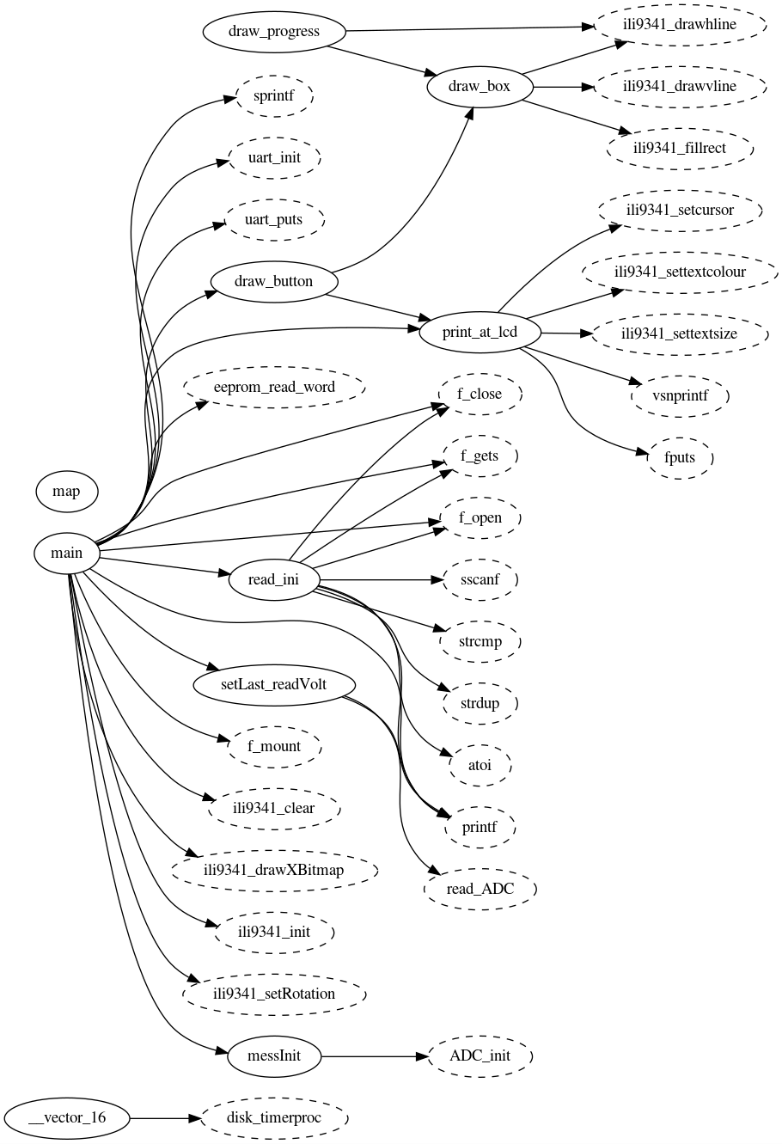 draw_progress
ili9341_drawhline
sprintf
draw_box
ili9341_drawvline
uart_init
ili9341_fillrect
uart_puts
ili9341_setcursor
draw_button
ili9341_settextcolour
print_at_lcd
ili9341_settextsize
eeprom_read_word
f_close
vsnprintf
f_gets
fputs
map
f_open
main
read_ini
sscanf
strcmp
setLast_readVolt
strdup
f_mount
atoi
ili9341_clear
printf
ili9341_drawXBitmap
read_ADC
ili9341_init
ili9341_setRotation
messInit
ADC_init
__vector_16
disk_timerproc